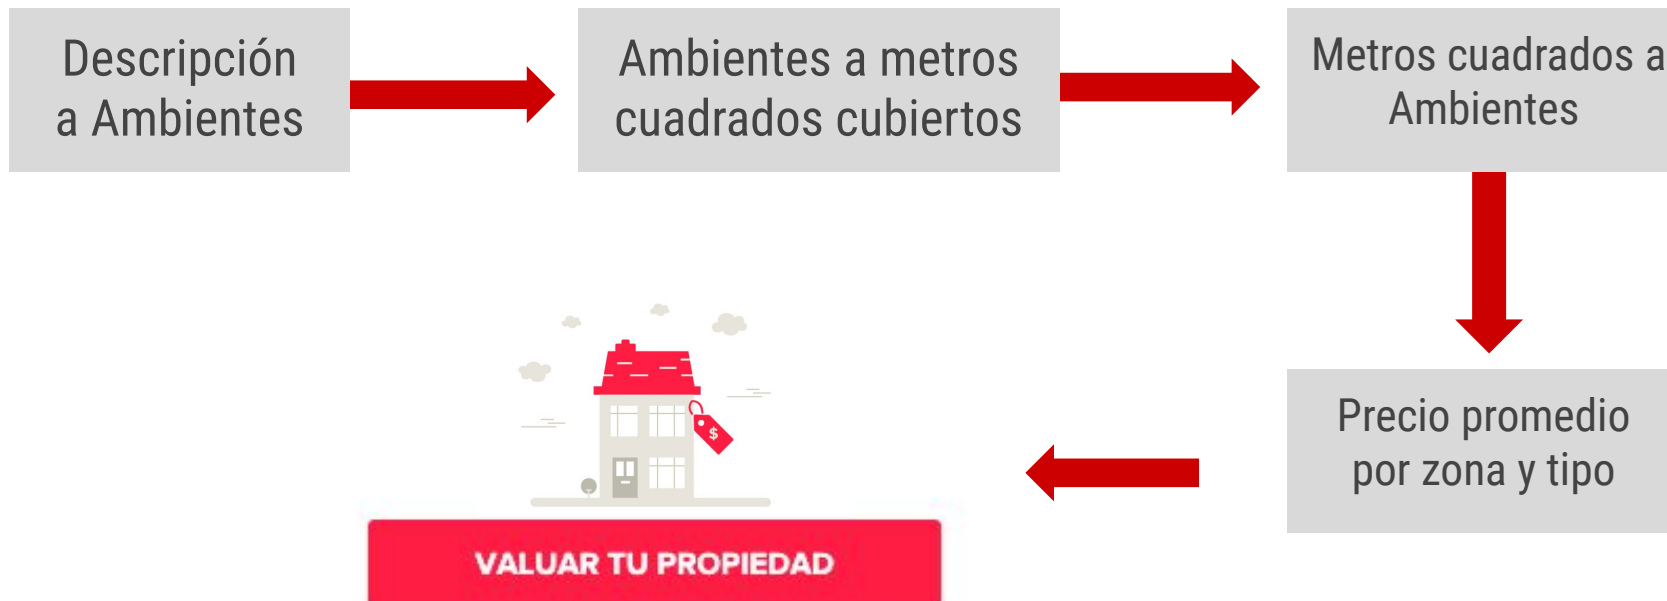 Descripción
a Ambientes
Ambientes a metros
cuadrados cubiertos
Metros cuadrados a
Ambientes
Precio promedio
por zona y tipo
$
VALUAR TU PROPIEDAD